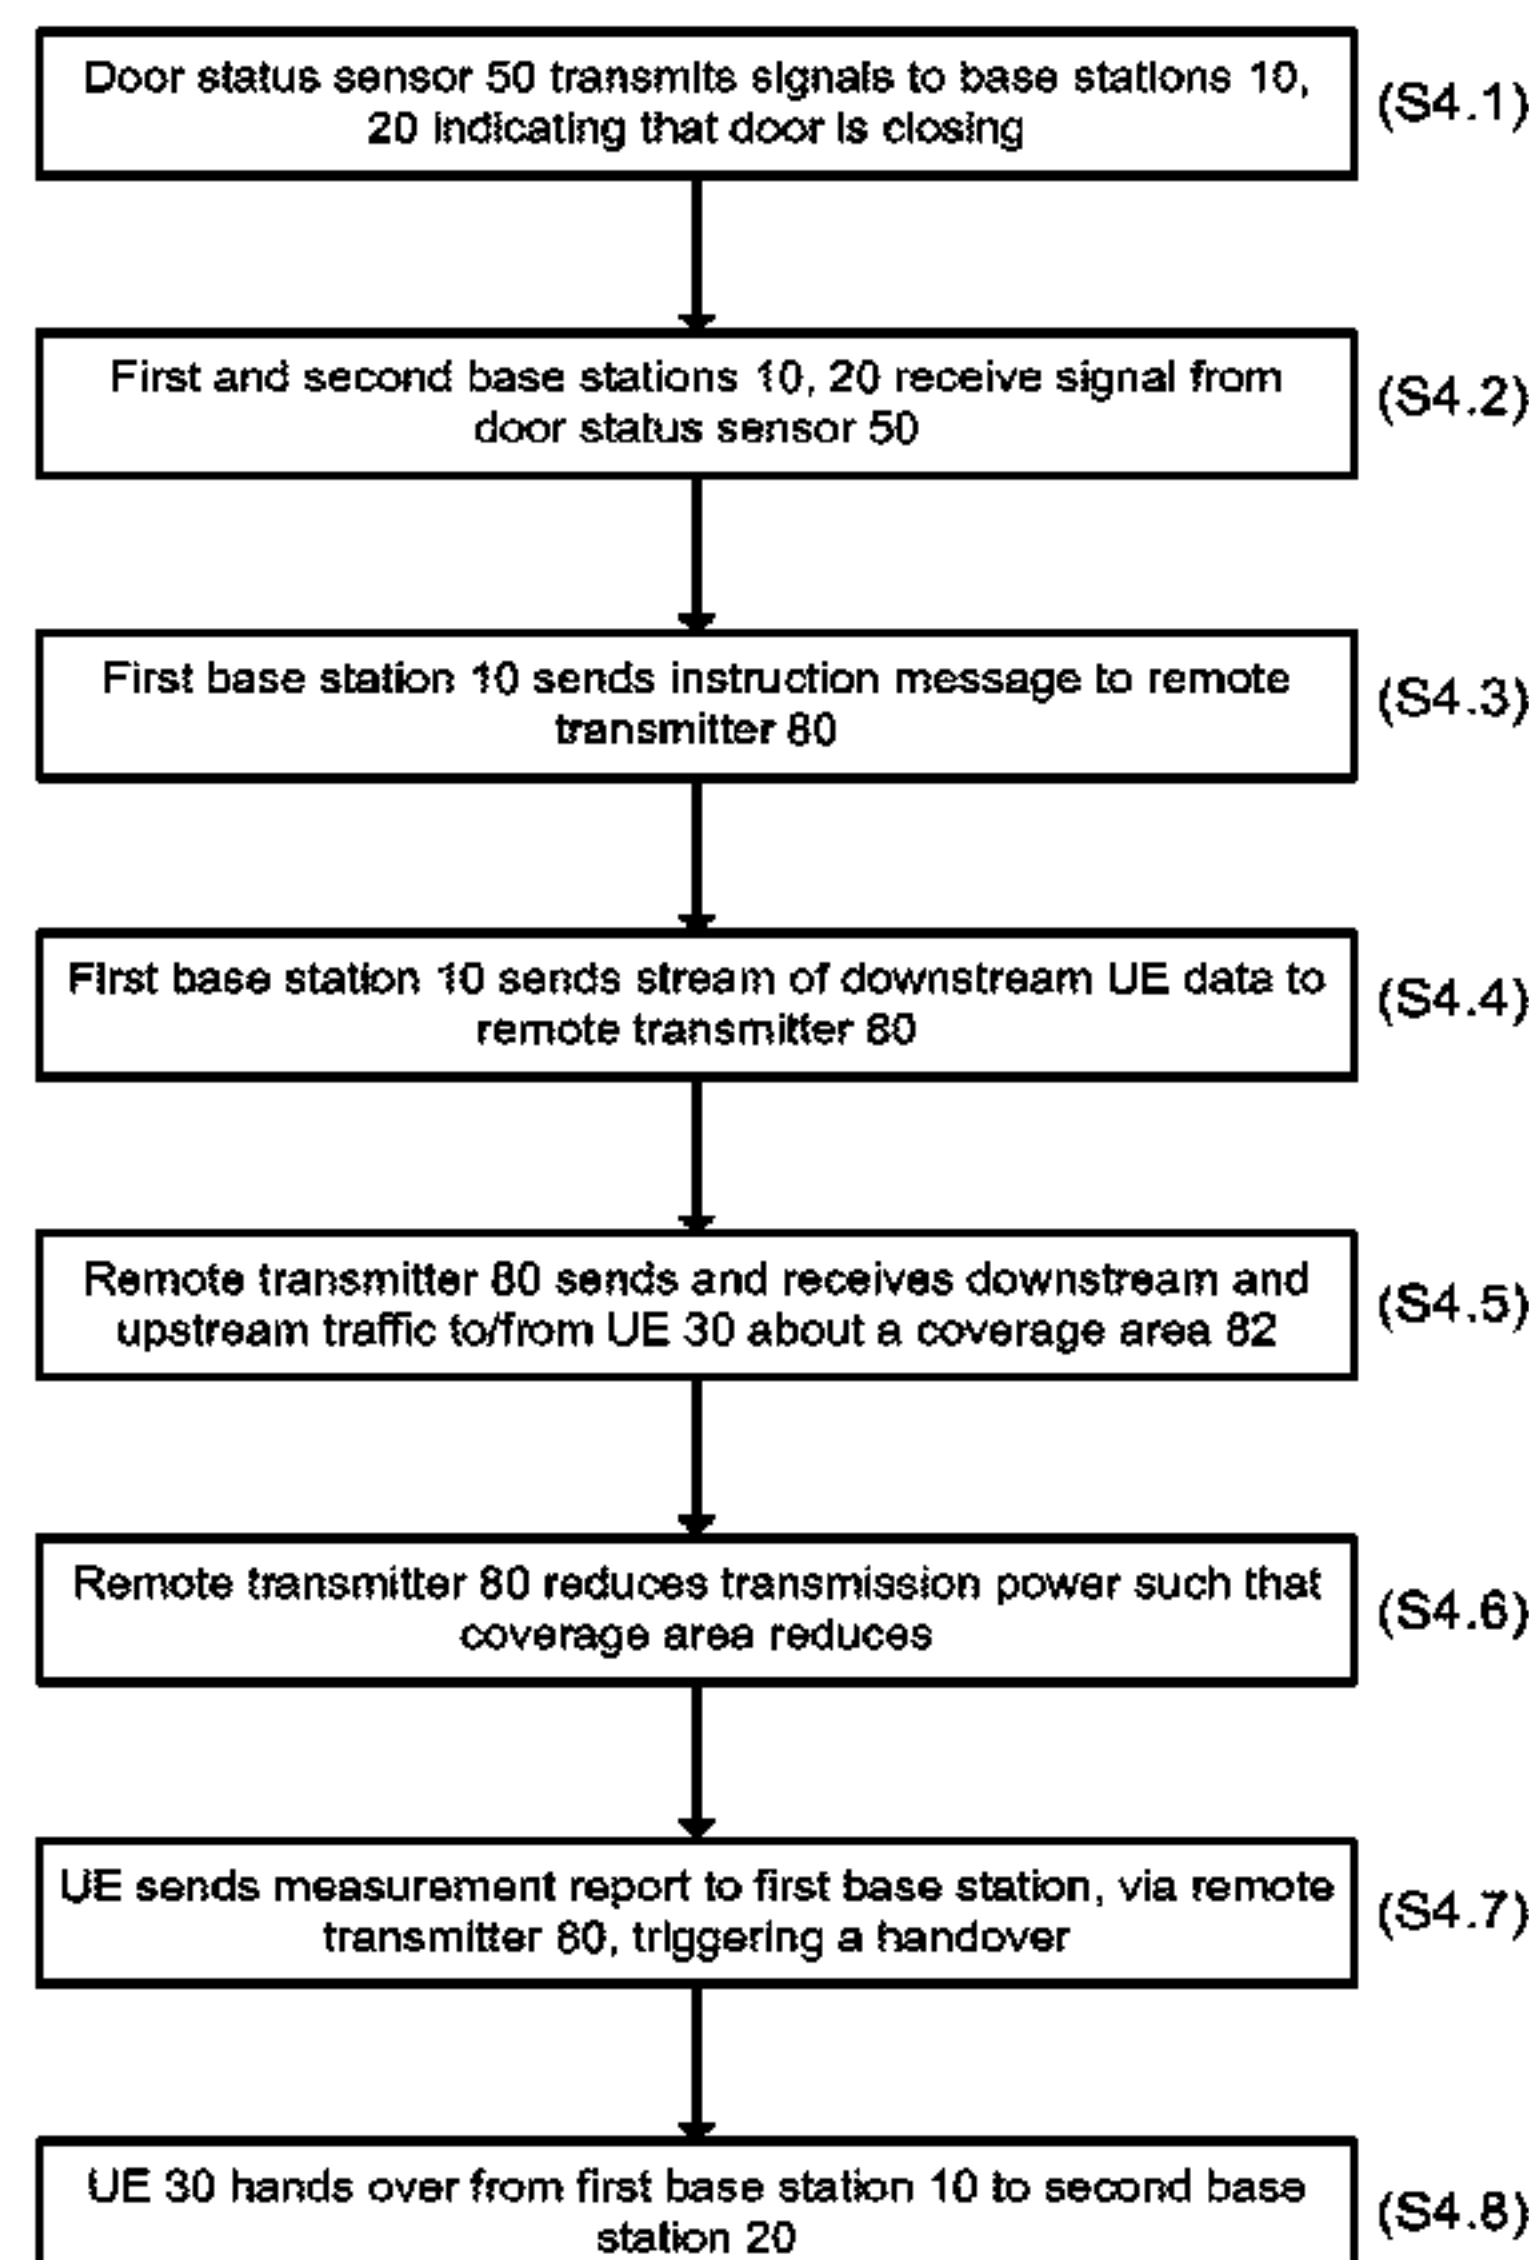 Door status sensor 50 transmits signals to base stations 10,
20 indicating that door is closing
(S4.1)
First and second base stations 10, 20 receive signal from
door status sensor 50
(S4.2)
First base station 10 sends instruction message to remote
transmitter 80
(S4.3)
First base station 10 sends stream of downstream UE data to
remote transmitter 80
(S4.4)
Remote transmitter 80 sends and receives downstream and
upstream traffic to/from UE 30 about a coverage area 82
(S4.5)
Remote transmitter 80 reduces transmission power such that
coverage area reduces
(S4.6)
UE sends measurement report to first base station, via remote
transmitter 80, triggering a handover
(S4.7)
UE 30 hands over from first base station 10 to second base
station 20
(S4.8)